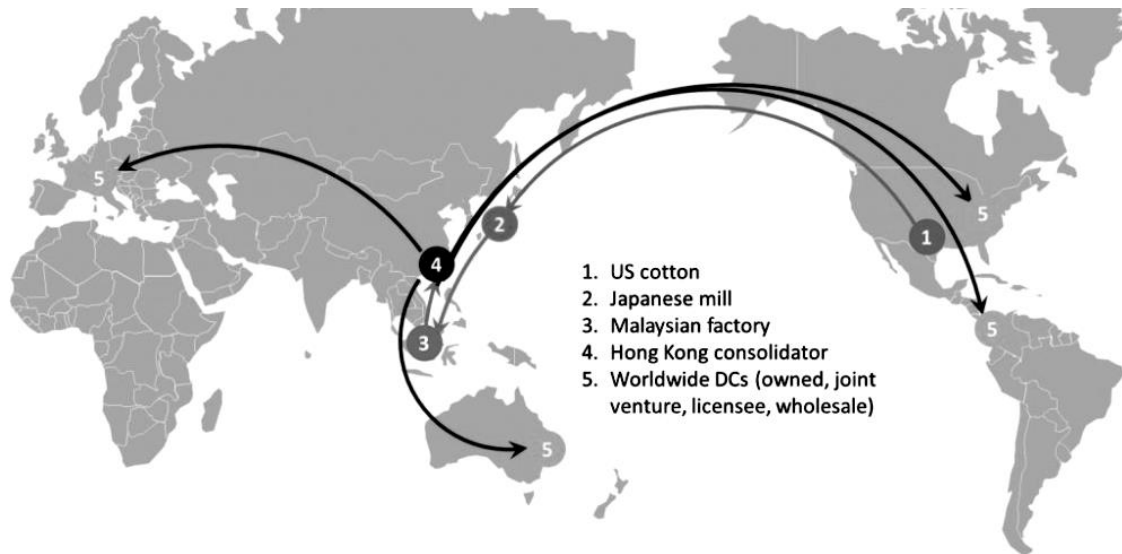 5
2
1
5
4
3
5
5
1. US cotton
2. Japanese mill
3. Malaysian factory
4. Hong Kong consolidator
5. Worldwide DCs (owned, joint
venture, licensee, wholesale)